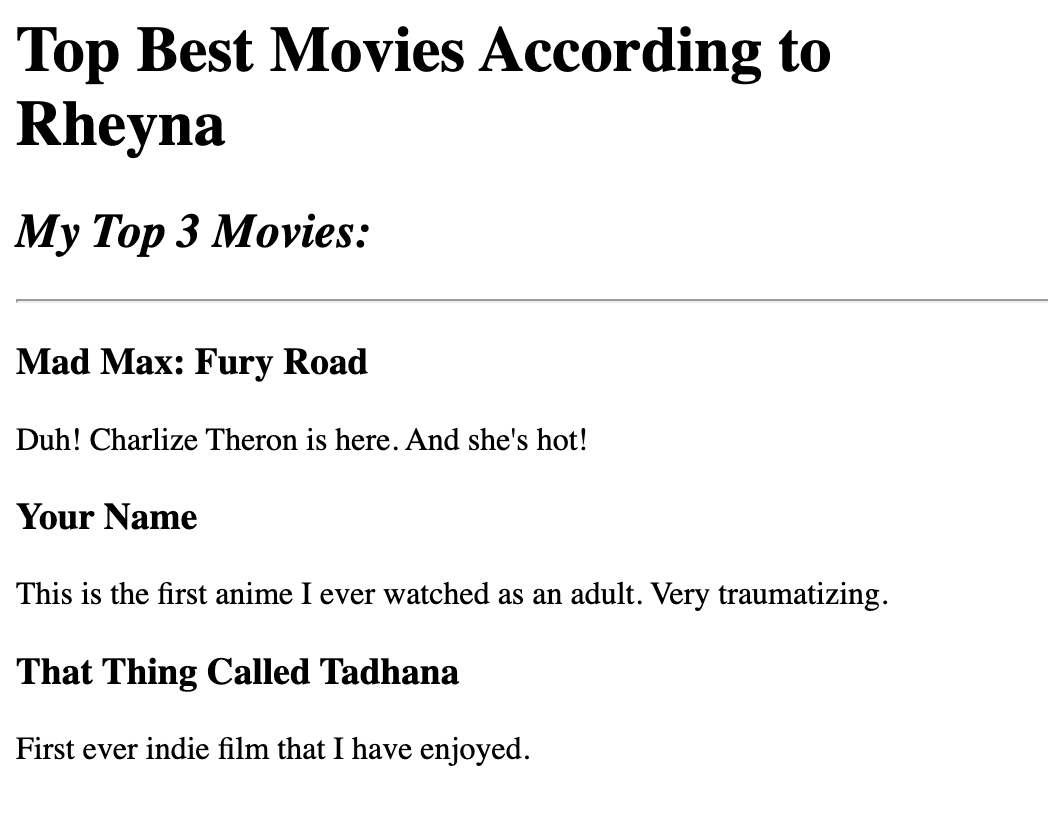 Top Best Movies According to
Rheyna
My Top 3 Movies:
Mad Max: Fury Road
Duh! Charlize Theron is here. And she's hot!
Your Name
This is the first anime I ever watched as an adult. Very traumatizing.
That Thing Called Tadhana
First ever indie film that I have enjoyed.